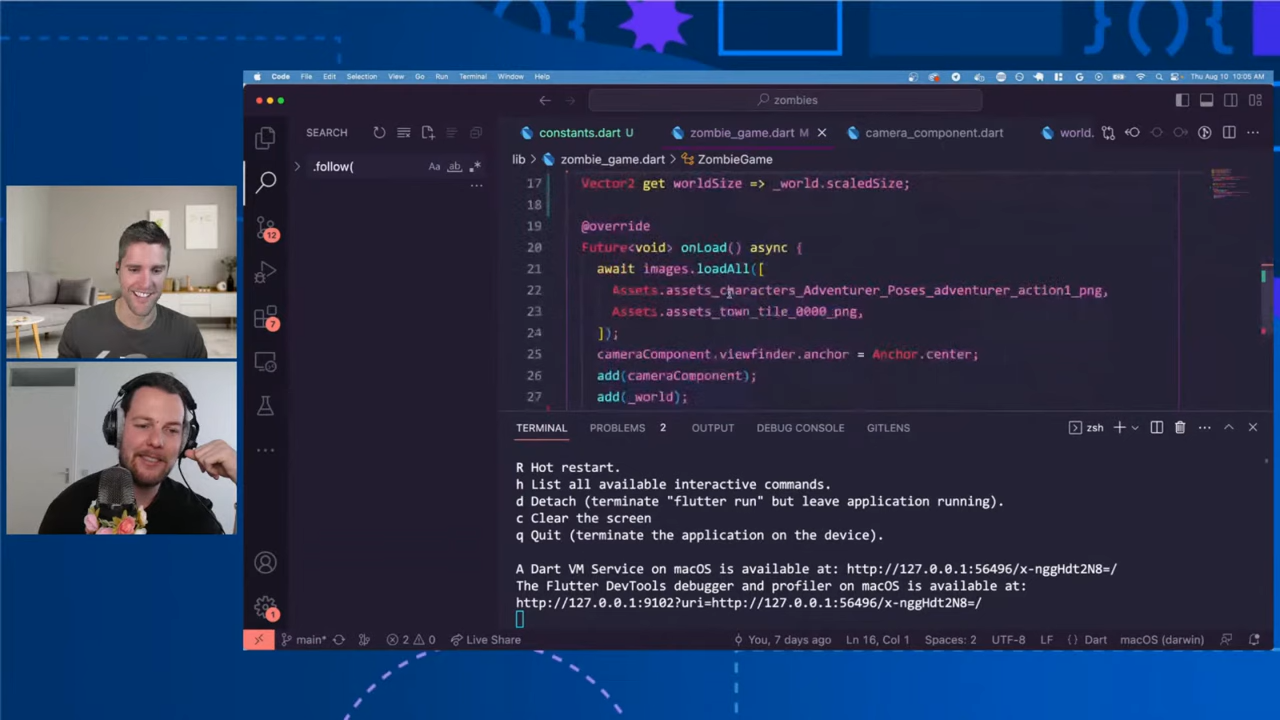 Code File Edit Selection View Go Run Terminal Window Help
Thu Aug 10 10:05 AM
zombies
SEARCH
constants.dart U
zombie_game.dart M
camera_component.dart
world.
.follow(
Aa
ab
lib > zombie_game.dart > ZombieGame
17 Vector2 get worldSize => _world.scaledSize;
18
19 @override
20 Future<void> onLoad() async {
21 await images.loadAll([
22 Assets.assets_characters_Adventurer_Poses_adventurer_action1_png,
23 Assets.assets_town_tile_0000_png,
24 ]);
25 cameraComponent.viewfinder.anchor = Anchor.center;
26 add(cameraComponent);
27 add(_world);
12
7
1
TERMINAL PROBLEMS 2 OUTPUT DEBUG CONSOLE GITLENS
zsh
R Hot restart.
h List all available interactive commands.
d Detach (terminate "flutter run" but leave application running).
c Clear the screen
q Quit (terminate the application on the device).
A Dart VM Service on macOS is available at: http://127.0.0.1:56496/x-nggHdt2N8=/
The Flutter DevTools debugger and profiler on macOS is available at:
http://127.0.0.1:9102?uri=http://127.0.0.1:56496/x-nggHdt2N8=/
main* 2 0 Live Share You, 7 days ago Ln 16, Col 1 Spaces: 2 UTF-8 LF { } Dart macOS (darwin)